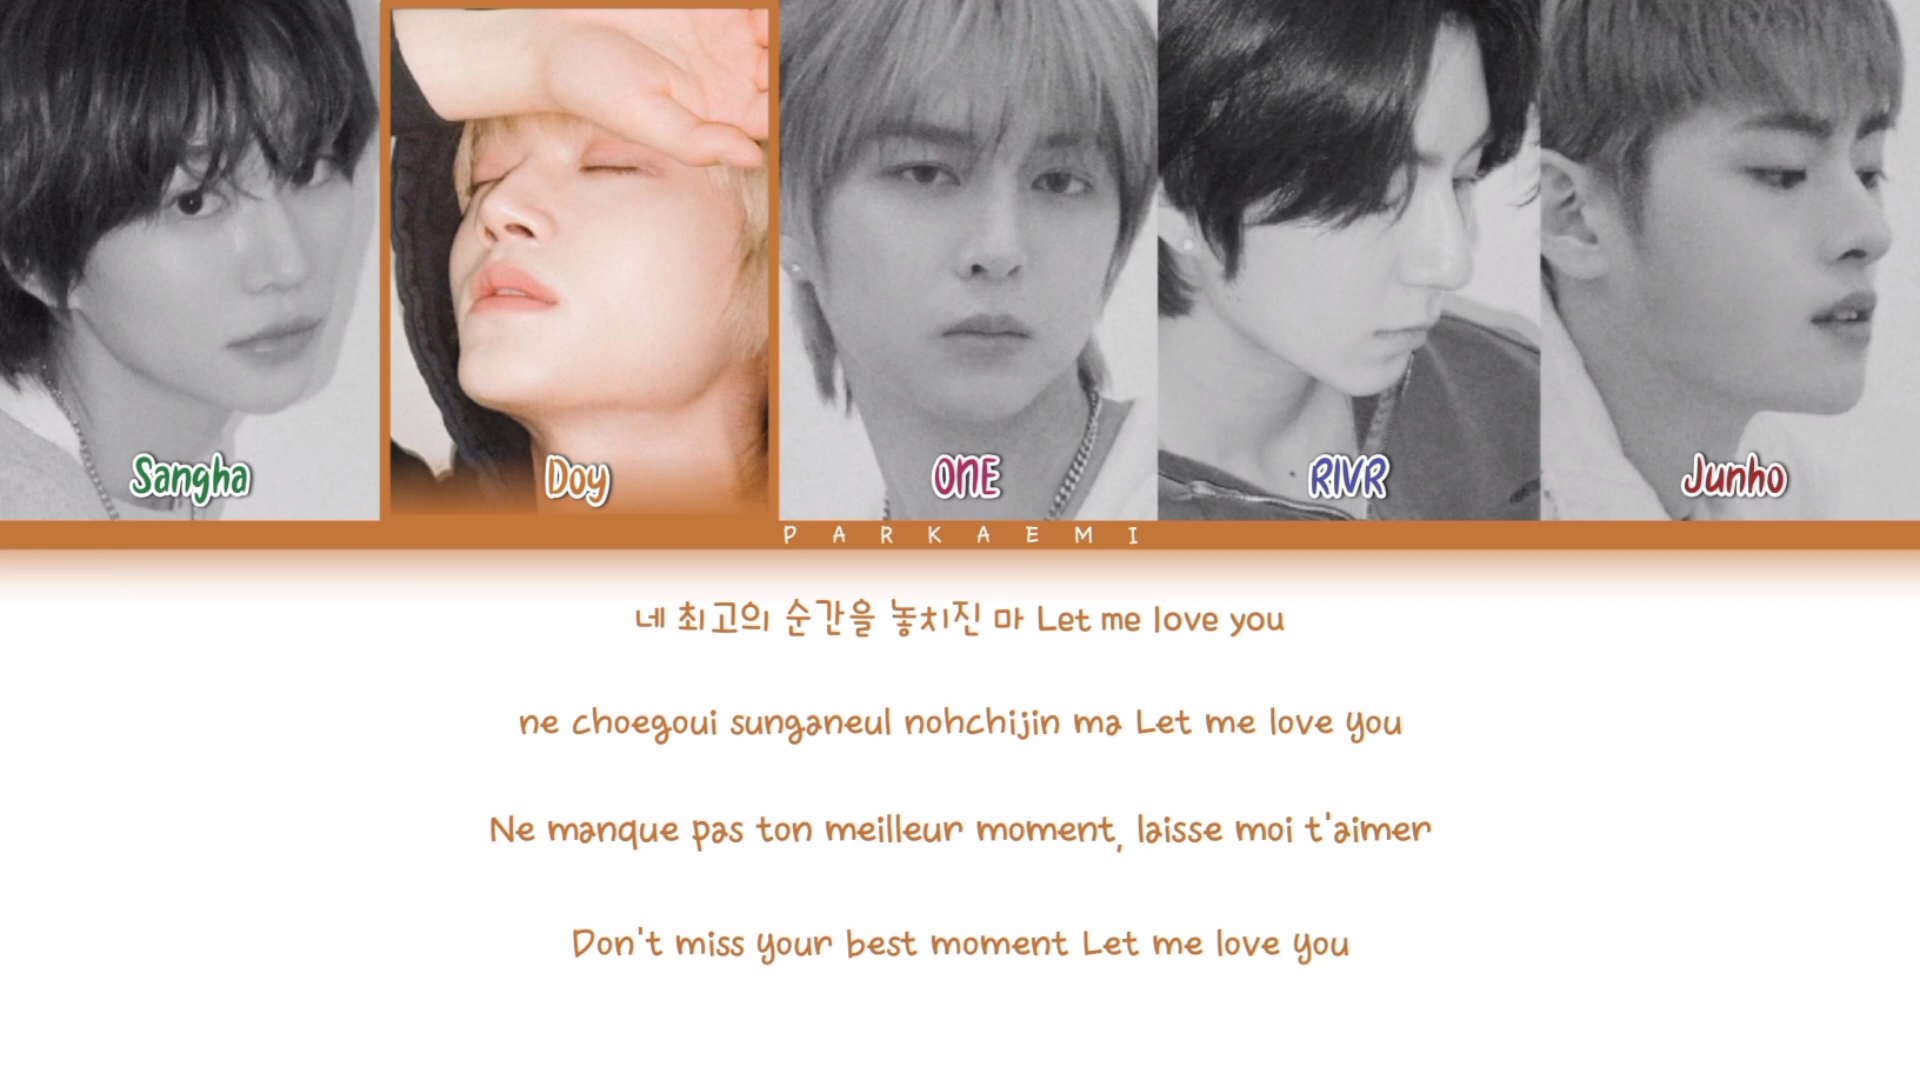 Sangha
Doy
ONE
RIVR
Junho
PARKAEMI
네 최고의 순간을 놓치진 마 Let me love you
ne choegoui sunganeul nohchijin ma Let me love you
Ne manque pas ton meilleur moment, laisse moi t'aimer
Don't miss your best moment Let me love you